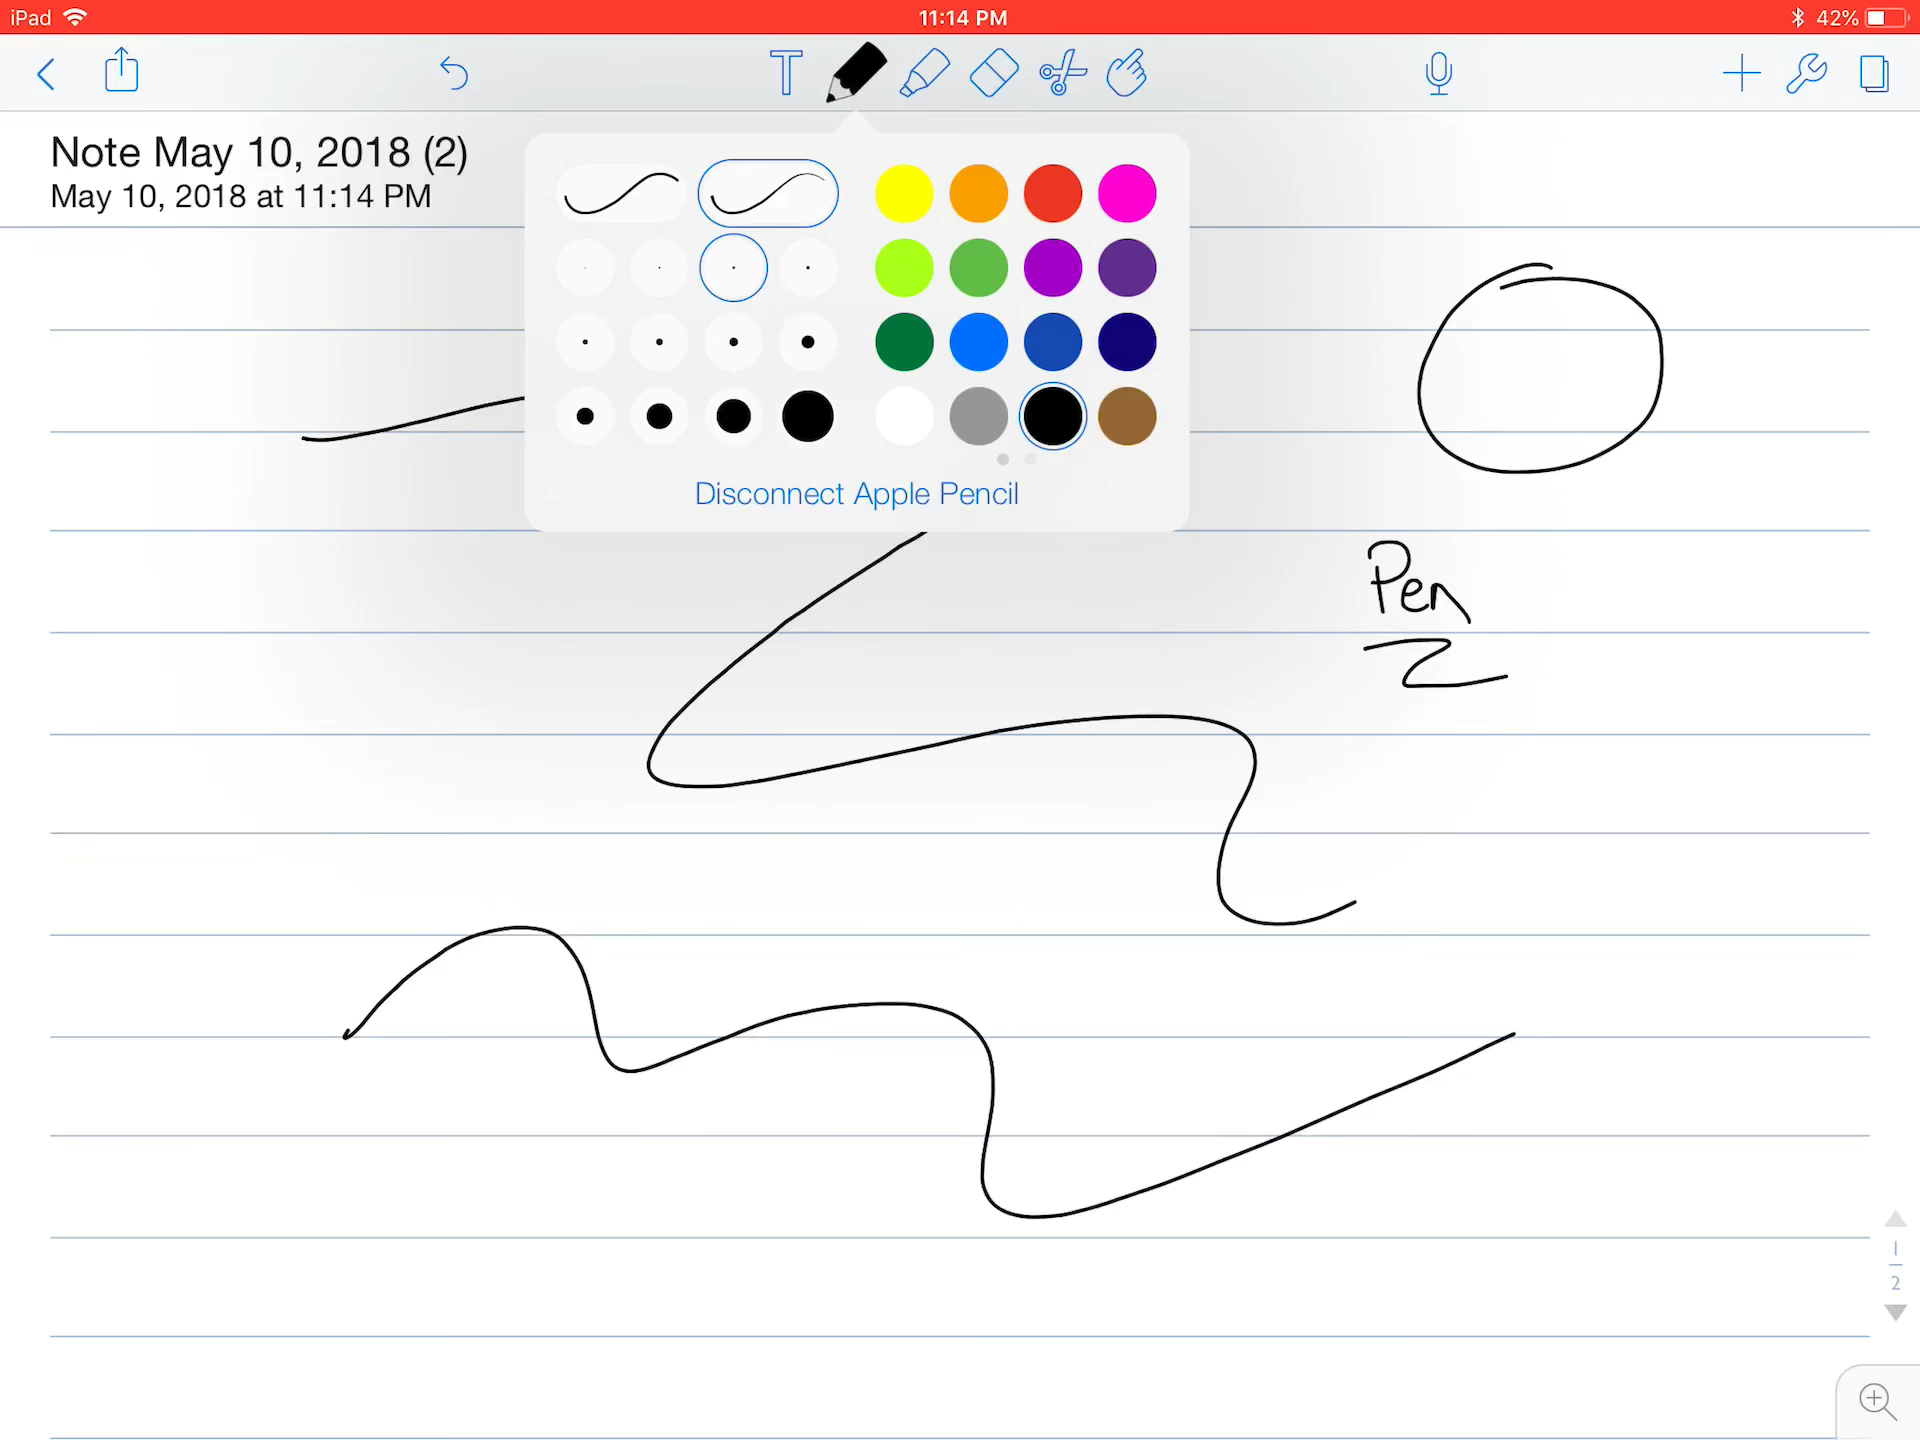 iPad 11:14 PM 42%
T
Note May 10, 2018 (2)
May 10, 2018 at 11:14 PM
Disconnect Apple Pencil
Pen
1
2